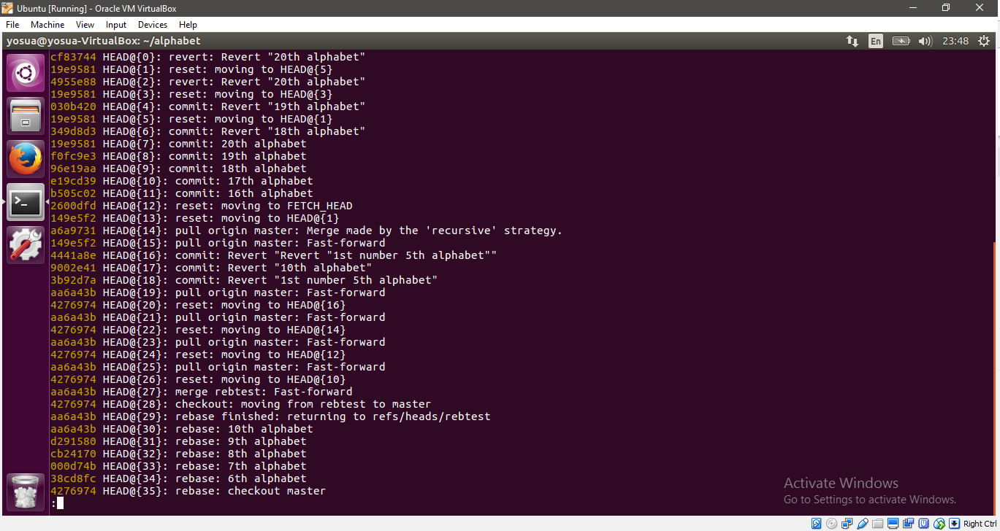 Ubuntu [Running] - Oracle VM VirtualBox
File Machine View Input Devices Help
yosua@yosua-VirtualBox: ~/alphabet En 23:48
cf83744 HEAD@{0}: revert: Revert "20th alphabet"
19e9581 HEAD@{1}: reset: moving to HEAD@{5}
4955e88 HEAD@{2}: revert: Revert "20th alphabet"
19e9581 HEAD@{3}: reset: moving to HEAD@{3}
030b420 HEAD@{4}: commit: Revert "19th alphabet"
19e9581 HEAD@{5}: reset: moving to HEAD@{1}
349d8d3 HEAD@{6}: commit: Revert "18th alphabet"
19e9581 HEAD@{7}: commit: 20th alphabet
f0fc9e3 HEAD@{8}: commit: 19th alphabet
96e19aa HEAD@{9}: commit: 18th alphabet
e19cd39 HEAD@{10}: commit: 17th alphabet
b505c02 HEAD@{11}: commit: 16th alphabet
2600dfd HEAD@{12}: reset: moving to FETCH_HEAD
149e5f2 HEAD@{13}: reset: moving to HEAD@{1}
a6a9731 HEAD@{14}: pull origin master: Merge made by the 'recursive' strategy.
149e5f2 HEAD@{15}: pull origin master: Fast-forward
4441a8e HEAD@{16}: commit: Revert "Revert "1st number 5th alphabet""
9002e41 HEAD@{17}: commit: Revert "10th alphabet"
3b92d7a HEAD@{18}: commit: Revert "1st number 5th alphabet"
aa6a43b HEAD@{19}: pull origin master: Fast-forward
4276974 HEAD@{20}: reset: moving to HEAD@{16}
aa6a43b HEAD@{21}: pull origin master: Fast-forward
4276974 HEAD@{22}: reset: moving to HEAD@{14}
aa6a43b HEAD@{23}: pull origin master: Fast-forward
4276974 HEAD@{24}: reset: moving to HEAD@{12}
aa6a43b HEAD@{25}: pull origin master: Fast-forward
4276974 HEAD@{26}: reset: moving to HEAD@{10}
aa6a43b HEAD@{27}: merge rebtest: Fast-forward
4276974 HEAD@{28}: checkout: moving from rebtest to master
aa6a43b HEAD@{29}: rebase finished: returning to refs/heads/rebtest
aa6a43b HEAD@{30}: rebase: 10th alphabet
d291580 HEAD@{31}: rebase: 9th alphabet
cb24170 HEAD@{32}: rebase: 8th alphabet
000d74b HEAD@{33}: rebase: 7th alphabet
38cd8fc HEAD@{34}: rebase: 6th alphabet
4276974 HEAD@{35}: rebase: checkout master
:
Activate Windows
Go to Settings to activate Windows.
Right Ctrl